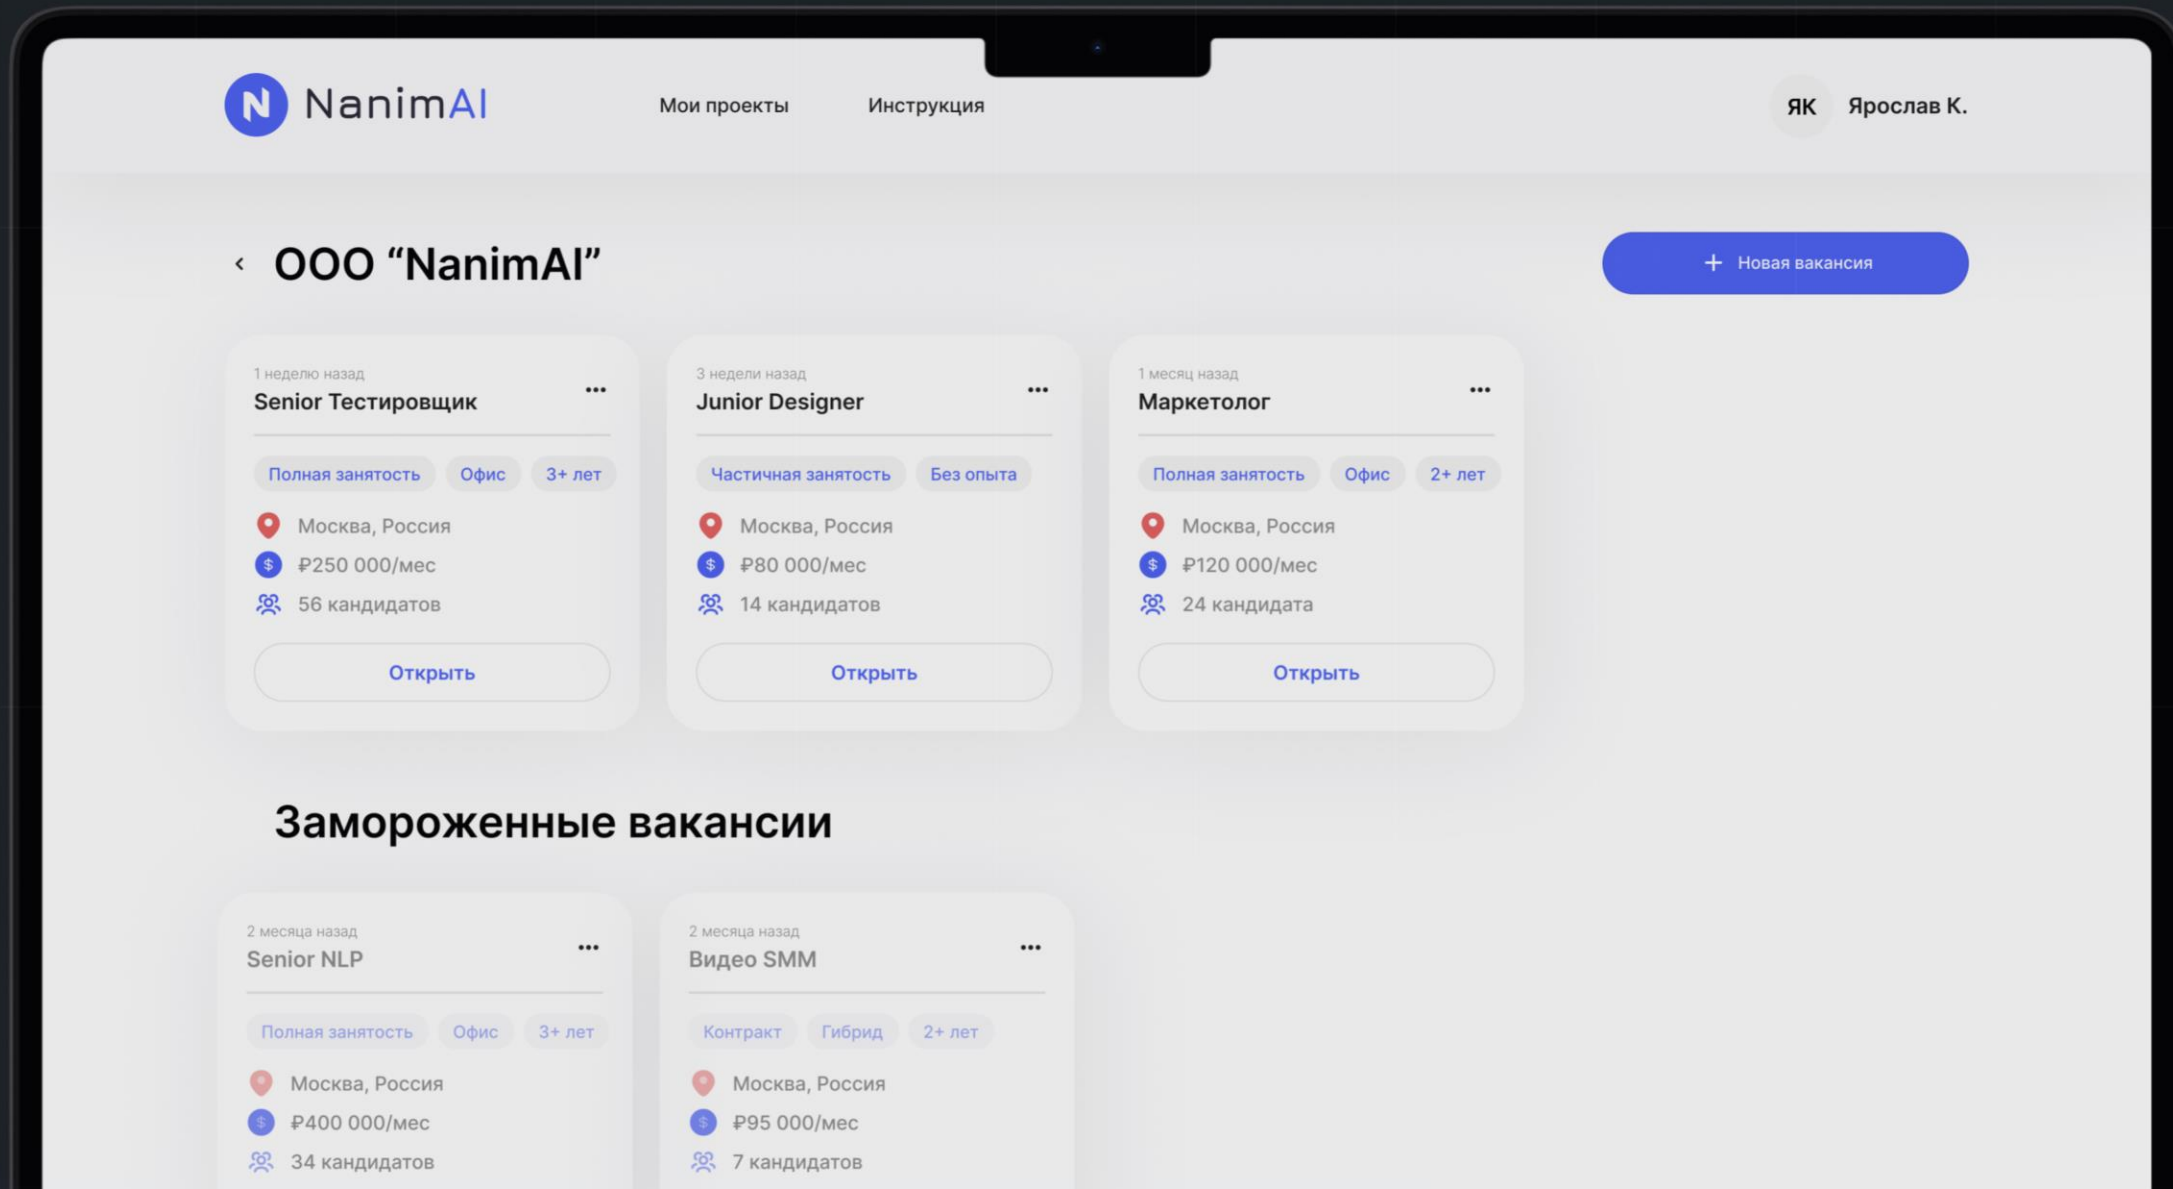 NanimAI
Мои проекты
Инструкция
ЯК
Ярослав К.
ООО “NanimAI”
Новая вакансия
1 неделю назад
Senior Тестировщик
Полная занятость
Офис
3+ лет
Москва, Россия
₽250 000/мес
56 кандидатов
Открыть
3 недели назад
Junior Designer
Частичная занятость
Без опыта
Москва, Россия
₽80 000/мес
14 кандидатов
Открыть
1 месяц назад
Маркетолог
Полная занятость
Офис
2+ лет
Москва, Россия
₽120 000/мес
24 кандидата
Открыть
Замороженные вакансии
2 месяца назад
Senior NLP
Полная занятость
Офис
3+ лет
Москва, Россия
₽400 000/мес
34 кандидатов
2 месяца назад
Видео SMM
Контракт
Гибрид
2+ лет
Москва, Россия
₽95 000/мес
7 кандидатов